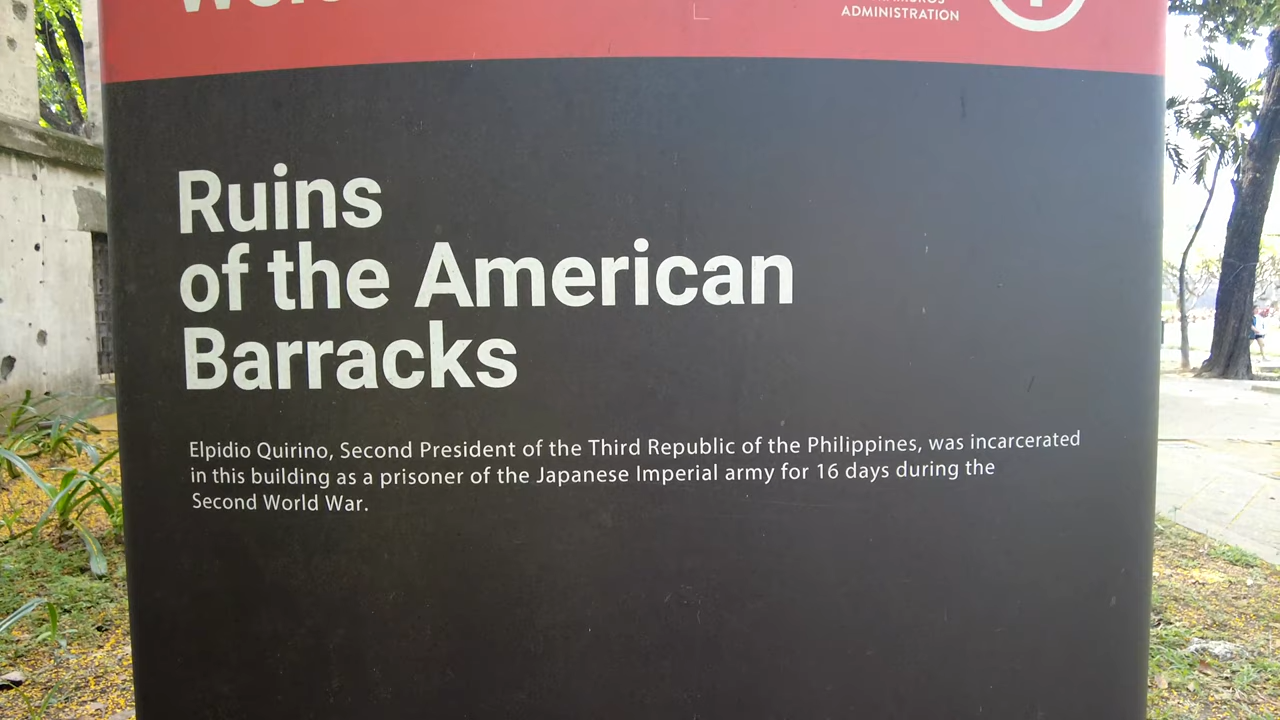 ADMINISTRATION
Ruins
of the American
Barracks
Elpidio Quirino, Second President of the Third Republic of the Philippines, was incarcerated
in this building as a prisoner of the Japanese Imperial army for 16 days during the
Second World War.